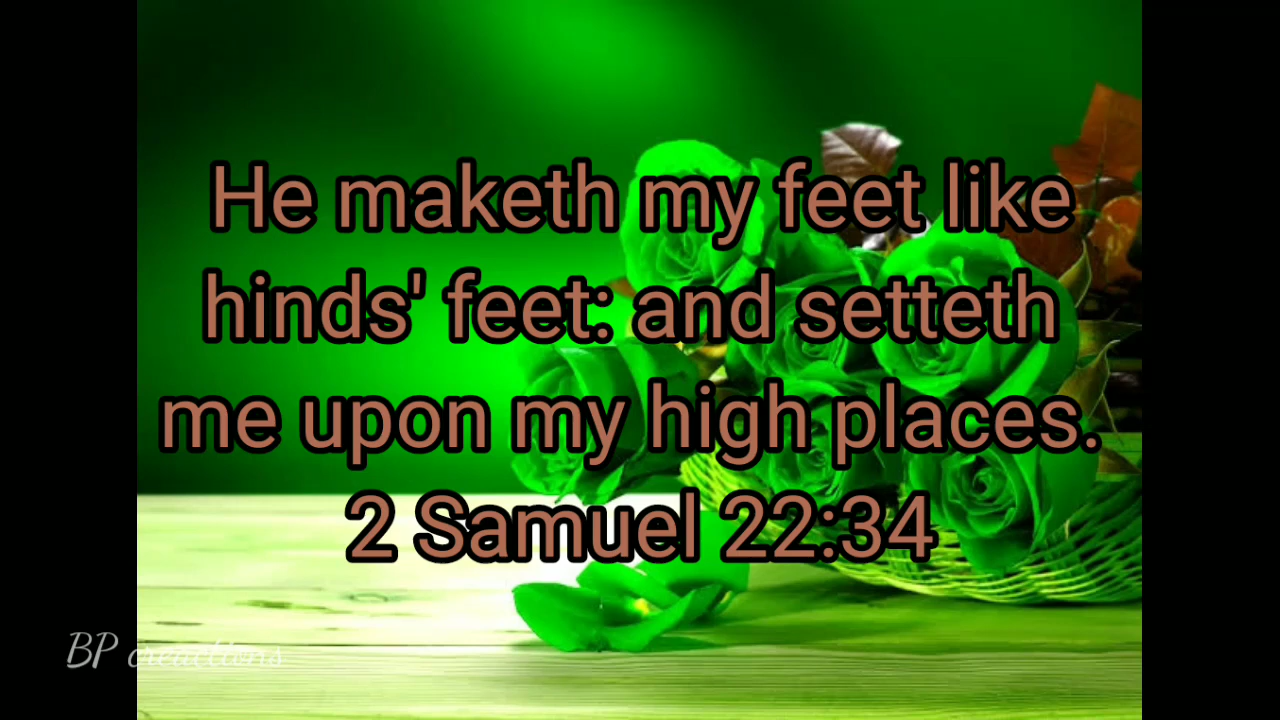 He maketh my feet like
hinds' feet: and setteth
me upon my high places.
2 Samuel 22:34
BP creactions